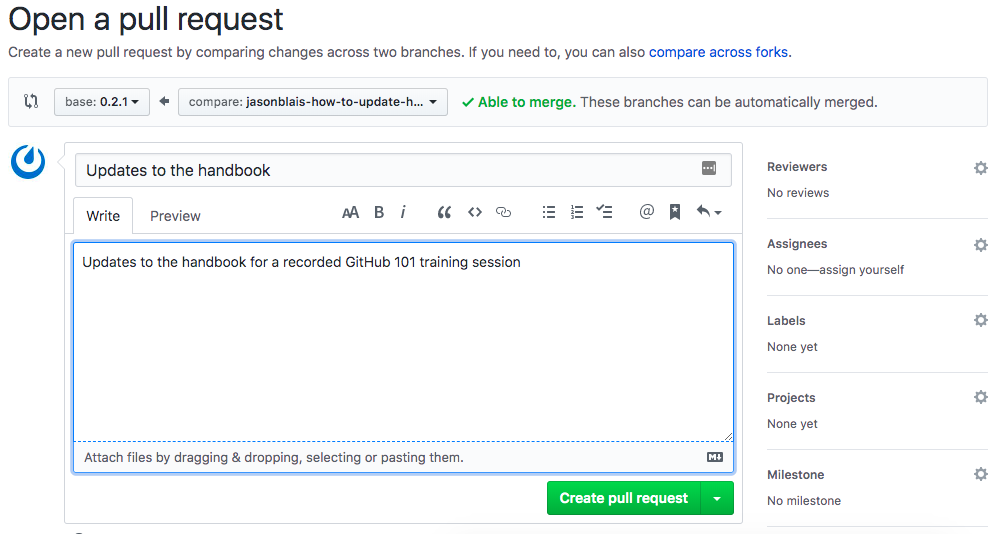 Open a pull request
Create a new pull request by comparing changes across two branches. If you need to, you can also compare across forks.
base: 0.2.1 compare: jasonblais-how-to-update-h... Able to merge. These branches can be automatically merged.
Updates to the handbook
Write Preview AA B i @
Updates to the handbook for a recorded GitHub 101 training session
Attach files by dragging & dropping, selecting or pasting them.
Create pull request
Reviewers
No reviews
Assignees
No one—assign yourself
Labels
None yet
Projects
None yet
Milestone
No milestone